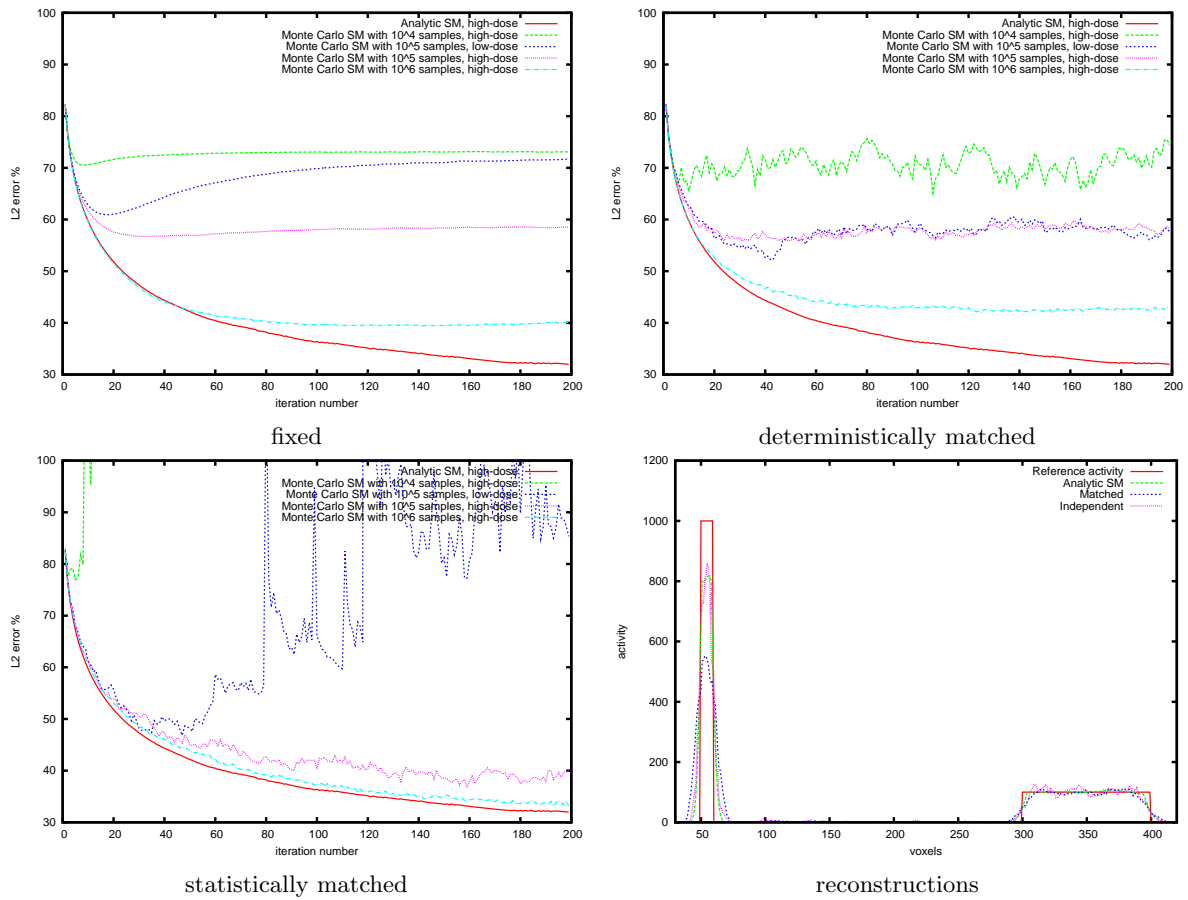 Analytic SM, high-dose
Monte Carlo SM with 10^4 samples, high-dose
Monte Carlo SM with 10^5 samples, low-dose
Monte Carlo SM with 10^5 samples, high-dose
Monte Carlo SM with 10^6 samples, high-dose
100
90
80
70
60
50
40
30
L2 error %
0 20 40 60 80 100 120 140 160 180 200
iteration number
fixed
Analytic SM, high-dose
Monte Carlo SM with 10^4 samples, high-dose
Monte Carlo SM with 10^5 samples, low-dose
Monte Carlo SM with 10^5 samples, high-dose
Monte Carlo SM with 10^6 samples, high-dose
100
90
80
70
60
50
40
30
L2 error %
0 20 40 60 80 100 120 140 160 180 200
iteration number
deterministically matched
Analytic SM, high-dose
Monte Carlo SM with 10^4 samples, high-dose
Monte Carlo SM with 10^5 samples, low-dose
Monte Carlo SM with 10^5 samples, high-dose
Monte Carlo SM with 10^6 samples, high-dose
100
90
80
70
60
50
40
30
L2 error %
0 20 40 60 80 100 120 140 160 180 200
iteration number
statistically matched
Reference activity
Analytic SM
Matched
Independent
1200
1000
800
600
400
200
0
activity
50 100 150 200 250 300 350 400
voxels
reconstructions